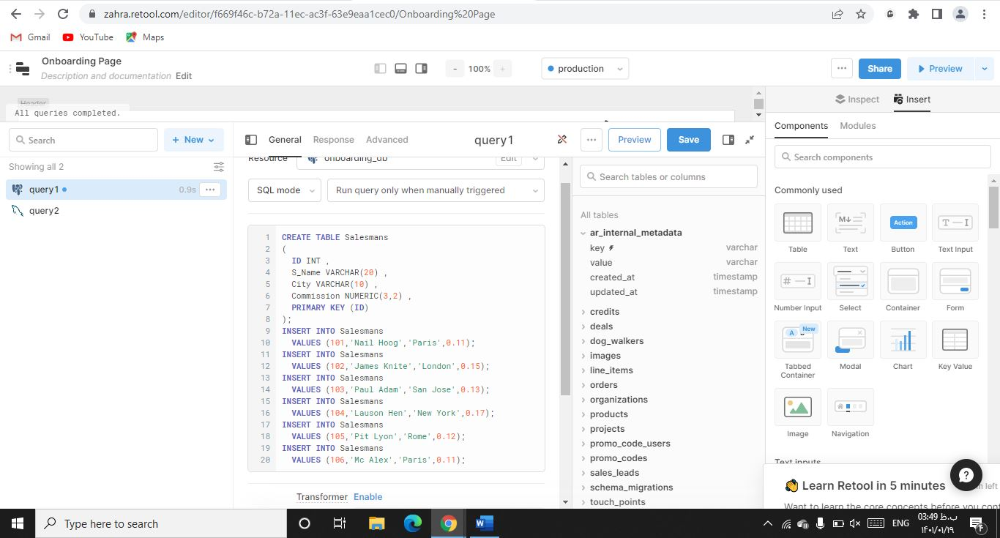 zahra.retool.com/editor/f669f46c-b72a-11ec-ac3f-63e9eaa1cec0/Onboarding%20Page
Gmail
YouTube
Maps
Onboarding Page
Description and documentation Edit
- 100% +
production
Share
Preview
Header
All queries completed.
Inspect
Insert
Search
+ New
General
Response
Advanced
query1
Preview
Save
Components
Modules
Search components
Showing all 2
query1
0.9s
query2
Resource
onboarding_db
Edit
SQL mode
Run query only when manually triggered
1 CREATE TABLE Salesmans
2 (
3 ID INT ,
4 S_Name VARCHAR(20) ,
5 City VARCHAR(10) ,
6 Commission NUMERIC(3,2) ,
7 PRIMARY KEY (ID)
8 );
9 INSERT INTO Salesmans
10 VALUES (101,'Nail Hoog','Paris',0.11);
11 INSERT INTO Salesmans
12 VALUES (102,'James Knite','London',0.15);
13 INSERT INTO Salesmans
14 VALUES (103,'Paul Adam','San Jose',0.13);
15 INSERT INTO Salesmans
16 VALUES (104,'Lauson Hen','New York',0.17);
17 INSERT INTO Salesmans
18 VALUES (105,'Pit Lyon','Rome',0.12);
19 INSERT INTO Salesmans
20 VALUES (106,'Mc Alex','Paris',0.11);
Transformer Enable
Search tables or columns
All tables
ar_internal_metadata
key varchar
value varchar
created_at timestamp
updated_at timestamp
credits
deals
dog_walkers
images
line_items
orders
organizations
products
projects
promo_code_users
promo_codes
sales_leads
schema_migrations
touch_points
Commonly used
Action
Table
Text
Button
Text Input
Number Input
Select
Container
Form
New
Tabbed Container
Modal
Chart
Key Value
Image
Navigation
Text inputs
Learn Retool in 5 minutes
left
Want to learn the core concepts before you
Type here to search
ENG
03:49 ب.ظ
۱۴۰۱/۰۱/۱۹